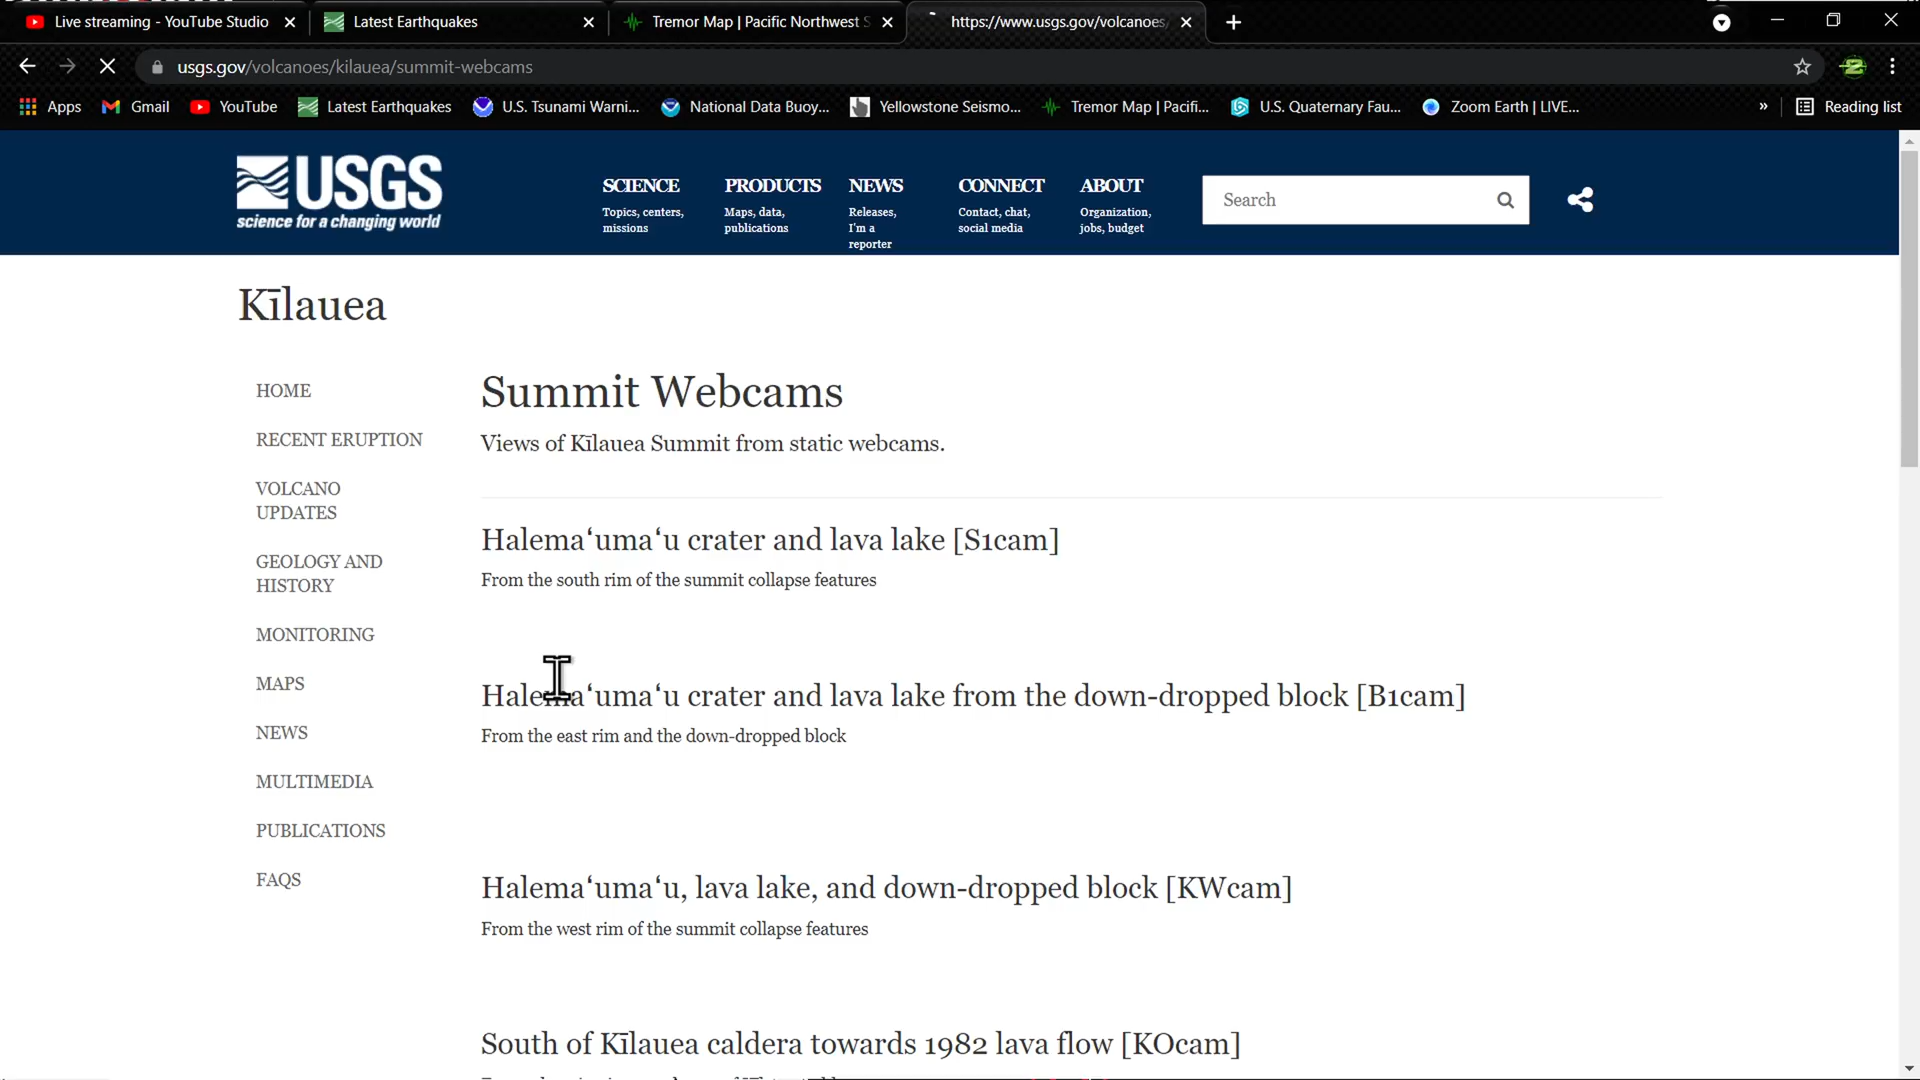 Live streaming - YouTube Studio
Latest Earthquakes
Tremor Map | Pacific Northwest S
https://www.usgs.gov/volcanoes/
usgs.gov/volcanoes/kilauea/summit-webcams
Apps
Gmail
YouTube
Latest Earthquakes
U.S. Tsunami Warni...
National Data Buoy...
Yellowstone Seismo...
Tremor Map | Pacifi...
U.S. Quaternary Fau...
Zoom Earth | LIVE...
»
Reading list
USGS
science for a changing world
SCIENCE
Topics, centers,
missions
PRODUCTS
Maps, data,
publications
NEWS
Releases,
I'm a
reporter
CONNECT
Contact, chat,
social media
ABOUT
Organization,
jobs, budget
Search
Kīlauea
HOME
RECENT ERUPTION
VOLCANO
UPDATES
GEOLOGY AND
HISTORY
MONITORING
MAPS
NEWS
MULTIMEDIA
PUBLICATIONS
FAQS
Summit Webcams
Views of Kīlauea Summit from static webcams.
Halemaʻumaʻu crater and lava lake [S1cam]
From the south rim of the summit collapse features
Halemaʻumaʻu crater and lava lake from the down-dropped block [B1cam]
From the east rim and the down-dropped block
Halemaʻumaʻu, lava lake, and down-dropped block [KWcam]
From the west rim of the summit collapse features
South of Kīlauea caldera towards 1982 lava flow [KOcam]